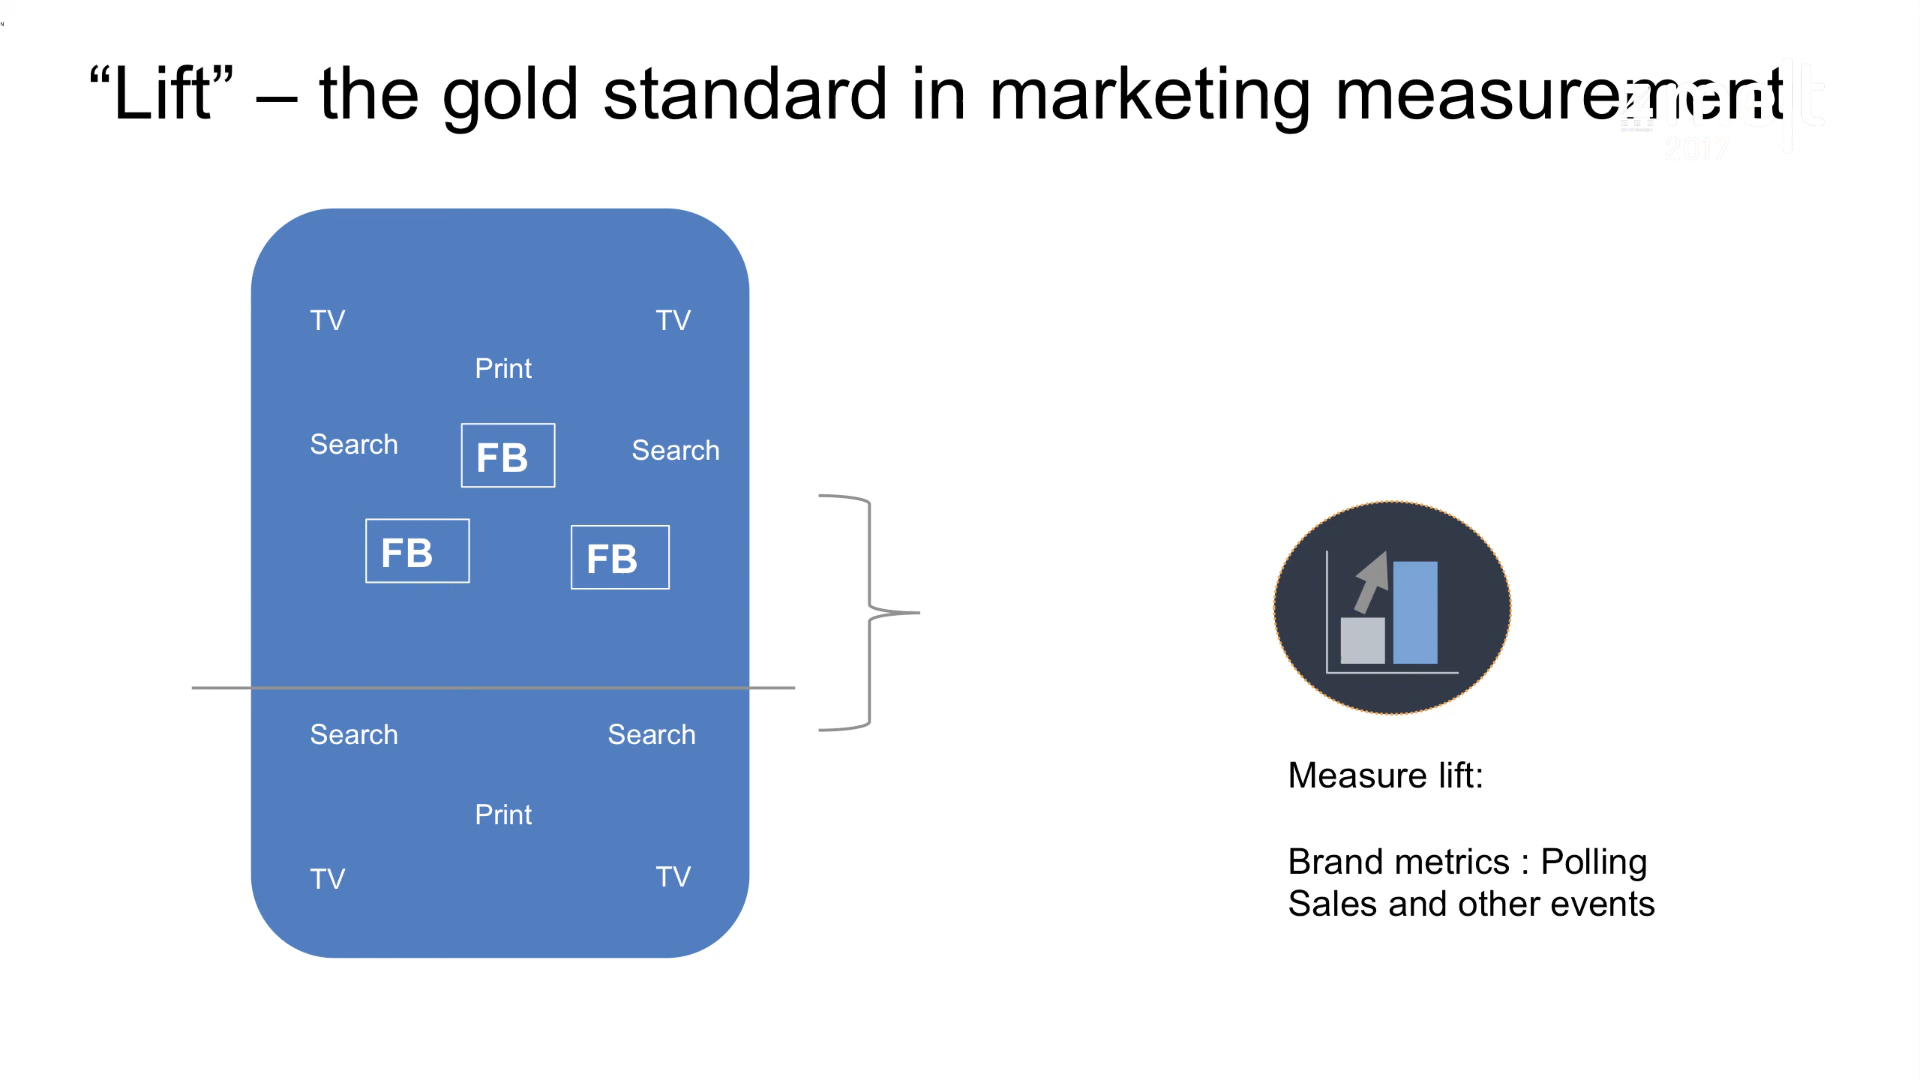 “Lift” – the gold standard in marketing measurement
2017
TV TV
Print
Search FB Search
FB FB
Search Search
Print
TV TV
Measure lift:
Brand metrics : Polling
Sales and other events